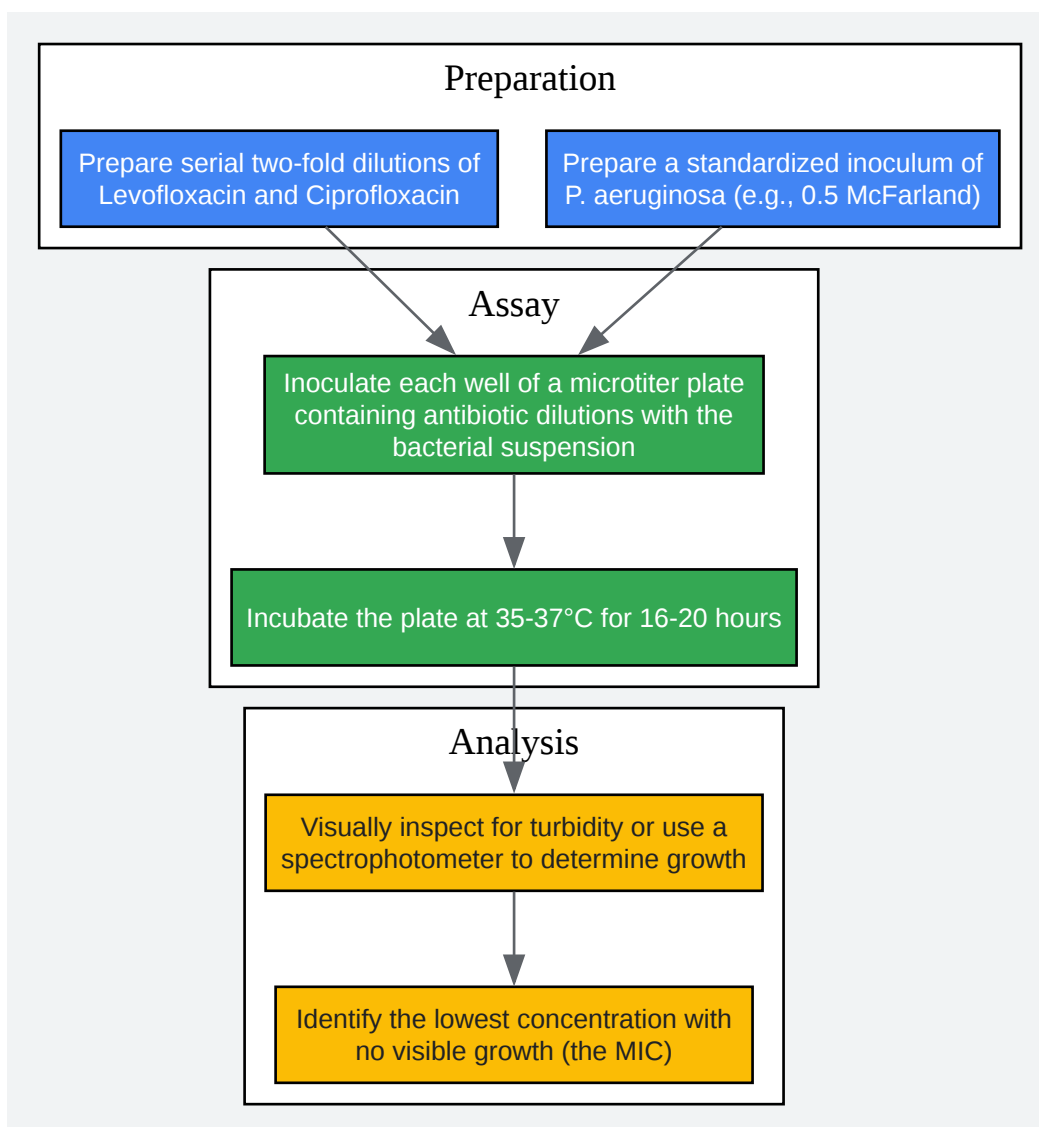 Preparation
Prepare serial two-fold dilutions of
Levofloxacin and Ciprofloxacin
Prepare a standardized inoculum of
P. aeruginosa (e.g., 0.5 McFarland)
Assay
Inoculate each well of a microtiter plate
containing antibiotic dilutions with the
bacterial suspension
Incubate the plate at 35-37°C for 16-20 hours
Analysis
Visually inspect for turbidity or use a
spectrophotometer to determine growth
Identify the lowest concentration with
no visible growth (the MIC)